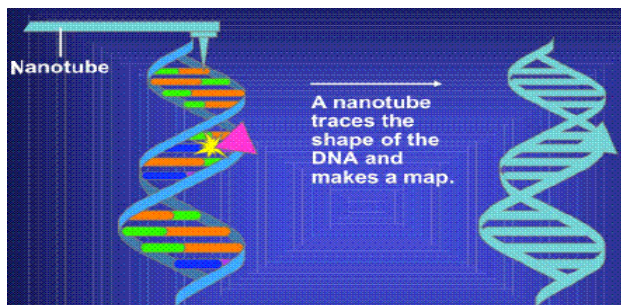 Nanotube
A nanotube
traces the
shape of the
DNA and
makes a map.